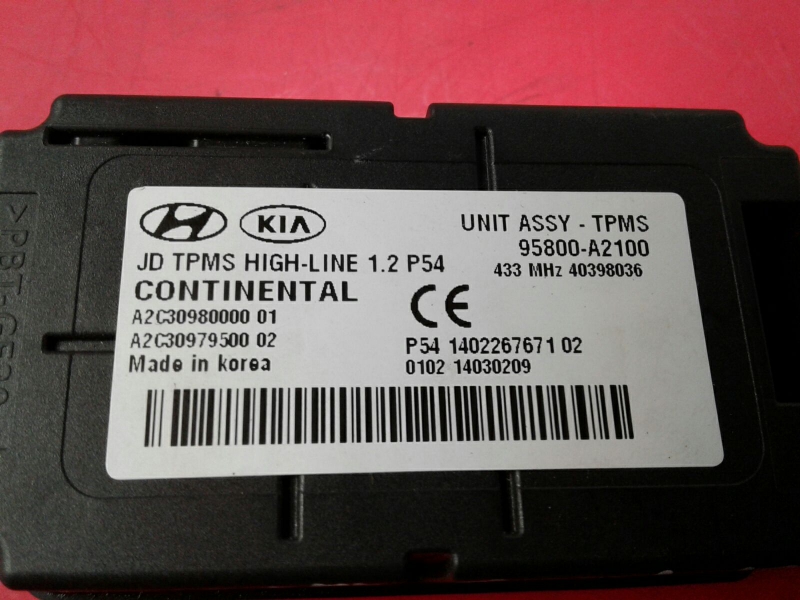 KIA
UNIT ASSY - TPMS
95800-A2100
433 MHz 40398036
JD TPMS HIGH-LINE 1.2 P54
CONTINENTAL
A2C30980000 01
A2C30979500 02
Made in korea
CE
P54 1402267671 02
0102 14030209